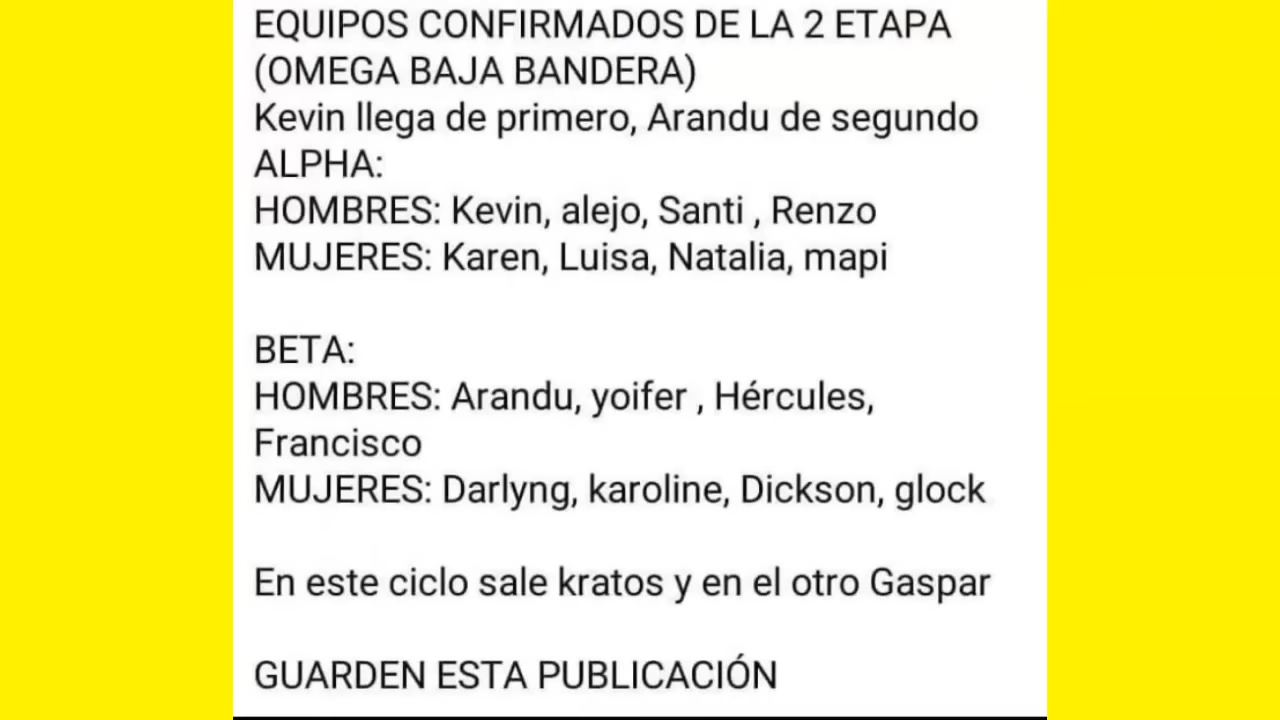 EQUIPOS CONFIRMADOS DE LA 2 ETAPA
(OMEGA BAJA BANDERA)
Kevin llega de primero, Arandu de segundo
ALPHA:
HOMBRES: Kevin, alejo, Santi , Renzo
MUJERES: Karen, Luisa, Natalia, mapi
BETA:
HOMBRES: Arandu, yoifer , Hércules,
Francisco
MUJERES: Darlyng, karoline, Dickson, glock
En este ciclo sale kratos y en el otro Gaspar
GUARDEN ESTA PUBLICACIÓN